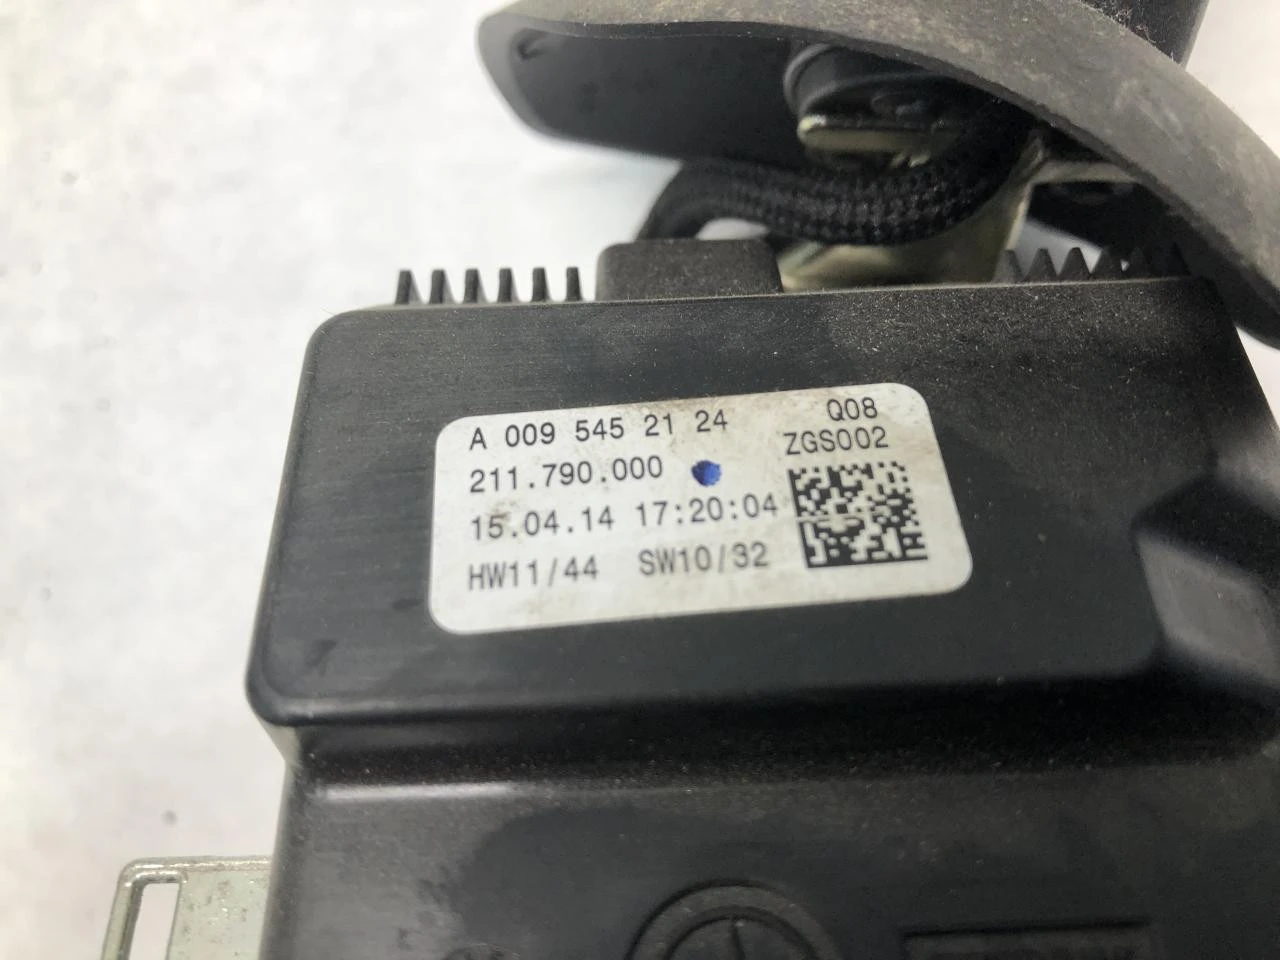 A 009 545 21 24 Q08
211.790.000 ZGS002
15.04.14 17:20:04
HW11/44 SW10/32